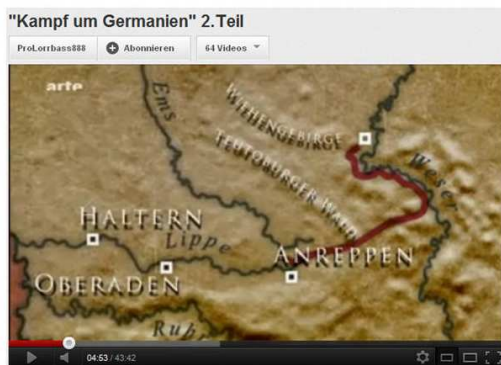 "Kampf um Germanien" 2.Teil
ProLorrbass888 Abonnieren 64 Videos
arte
Ems
WIEHENGEBIRGE
TEUTOBURGER WALD
Weser
HALTERN
Lippe
ANREPPEN
OBERADEN
Ruhr
04:53 / 43:42